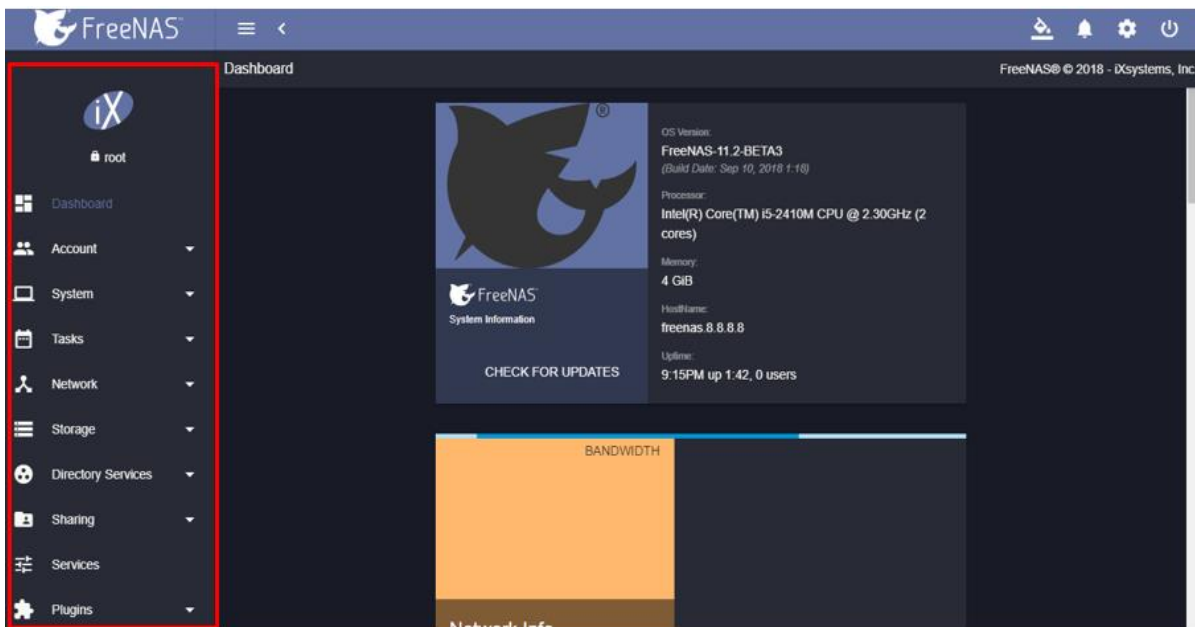 FreeNAS
Dashboard
FreeNAS® © 2018 - iXsystems, Inc
iX
root
Dashboard
Account
System
Tasks
Network
Storage
Directory Services
Sharing
Services
Plugins
®
FreeNAS
System Information
CHECK FOR UPDATES
OS Version:
FreeNAS-11.2-BETA3
(Build Date: Sep 10, 2018 1:18)
Processor:
Intel(R) Core(TM) i5-2410M CPU @ 2.30GHz (2
cores)
Memory:
4 GiB
HostName:
freenas.8.8.8.8
Uptime:
9:15PM up 1:42, 0 users
BANDWIDTH
Network Info